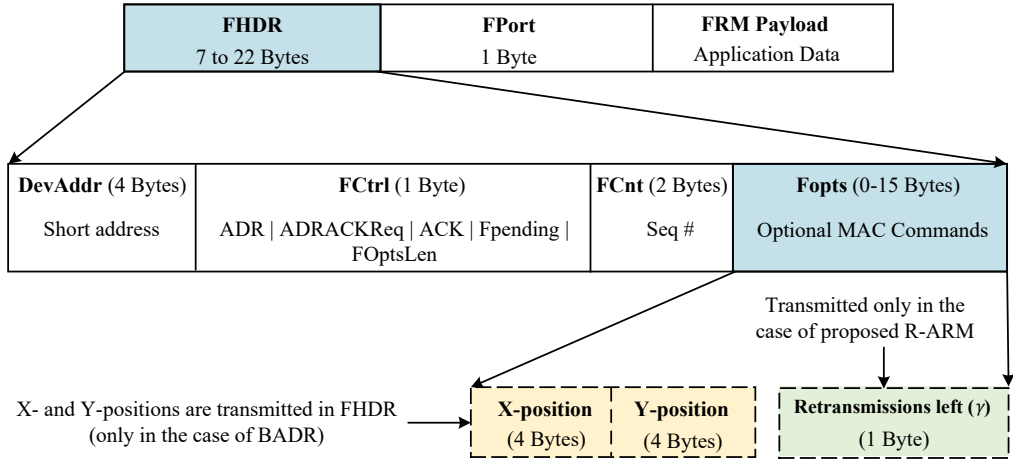 FHDR
7 to 22 Bytes
FPort
1 Byte
FRM Payload
Application Data
DevAddr (4 Bytes)
Short address
FCtrl (1 Byte)
ADR | ADRACKReq | ACK | Fpending |
FOptsLen
FCnt (2 Bytes)
Seq #
Fopts (0-15 Bytes)
Optional MAC Commands
Transmitted only in the
case of proposed R-ARM
X- and Y-positions are transmitted in FHDR
(only in the case of BADR)
X-position
(4 Bytes)
Y-position
(4 Bytes)
Retransmissions left (γ)
(1 Byte)